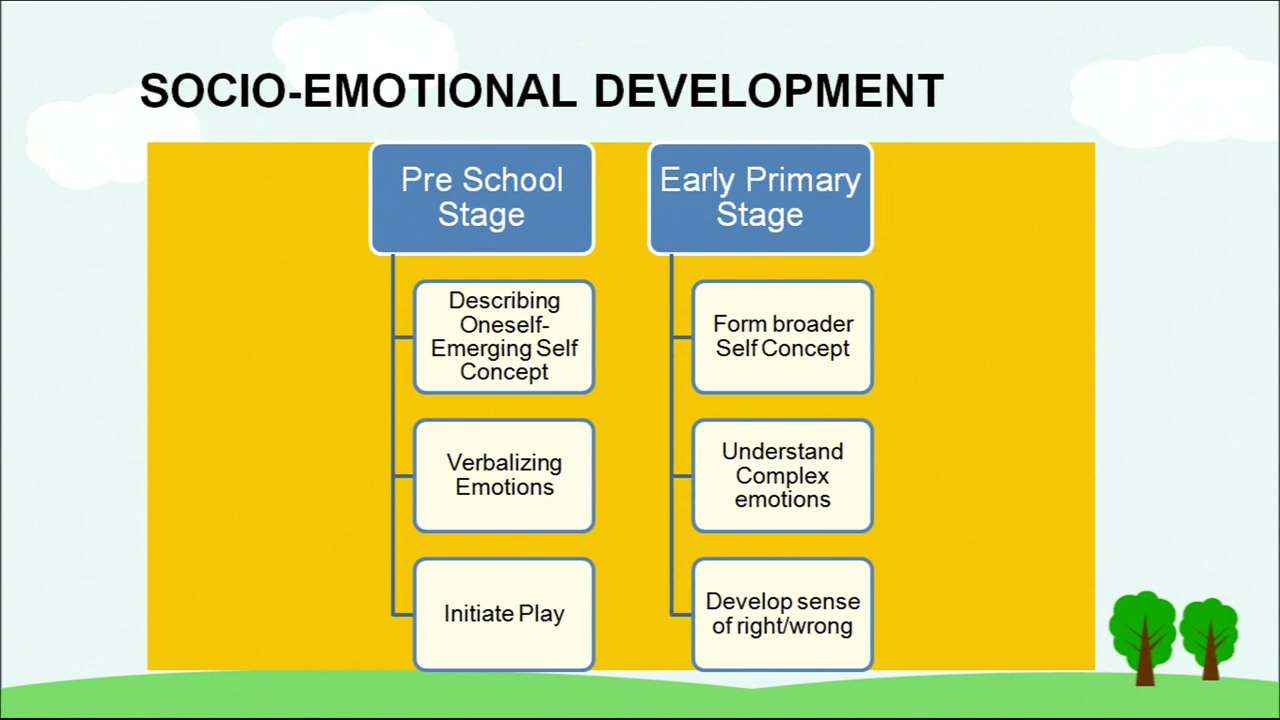 SOCIO-EMOTIONAL DEVELOPMENT
Pre School
Stage
Describing
Oneself-
Emerging Self
Concept
Verbalizing
Emotions
Initiate Play
Early Primary
Stage
Form broader
Self Concept
Understand
Complex
emotions
Develop sense
of right/wrong